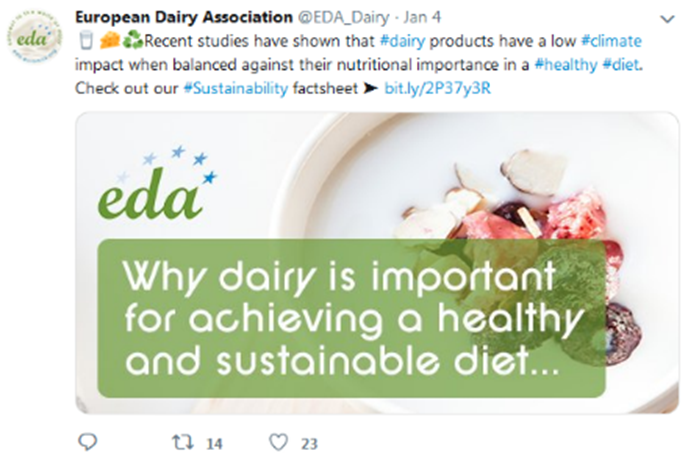 European Dairy Association @EDA_Dairy · Jan 4
🥛🧀♻Recent studies have shown that #dairy products have a low #climate
impact when balanced against their nutritional importance in a #healthy #diet.
Check out our #Sustainability factsheet ➤ bit.ly/2P37y3R
eda
eda
Why dairy is important
for achieving a healthy
and sustainable diet...
14 23